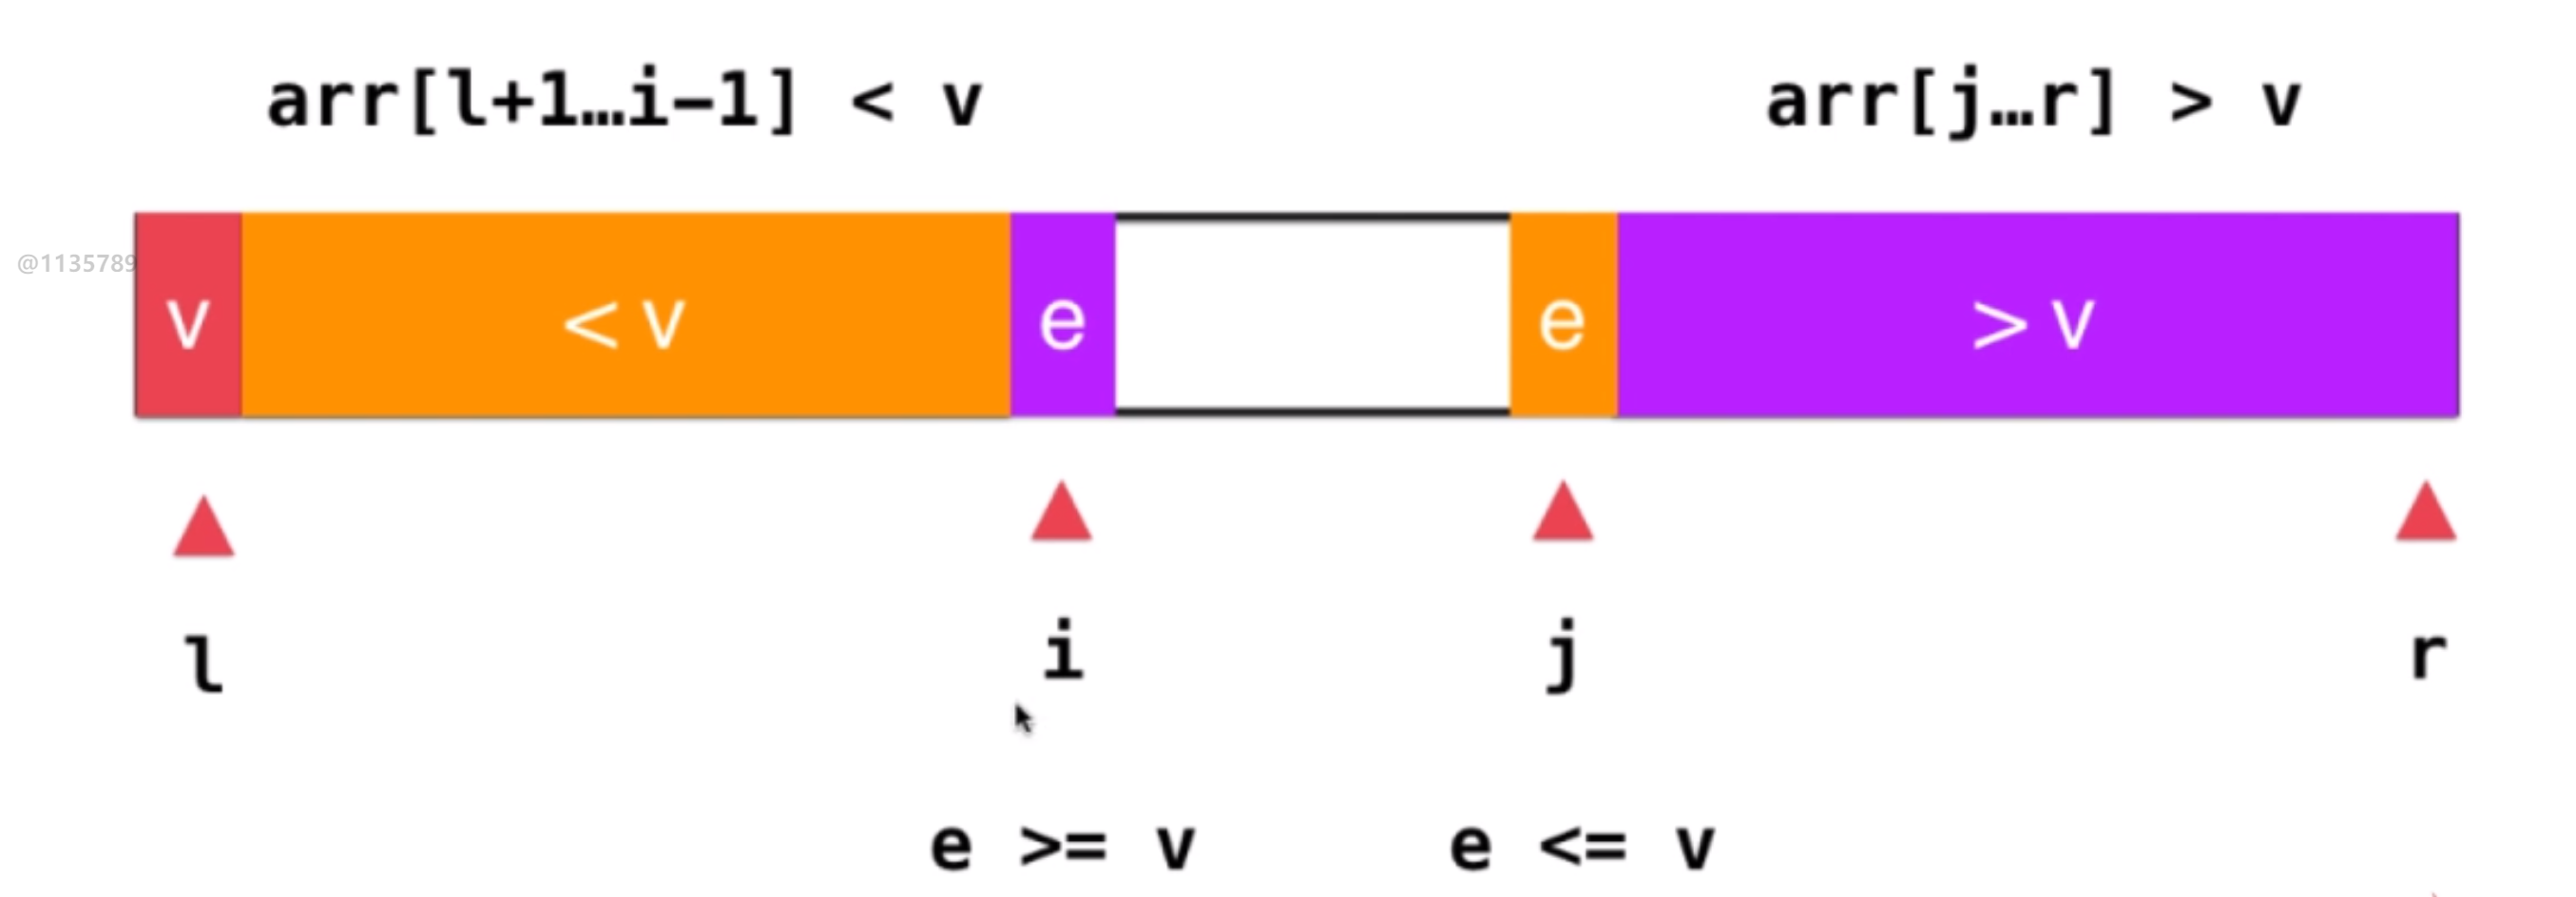 arr[l+1…i-1] < v arr[j…r] > v
@1135789
v < v e e > v
l i j r
e >= v e <= v